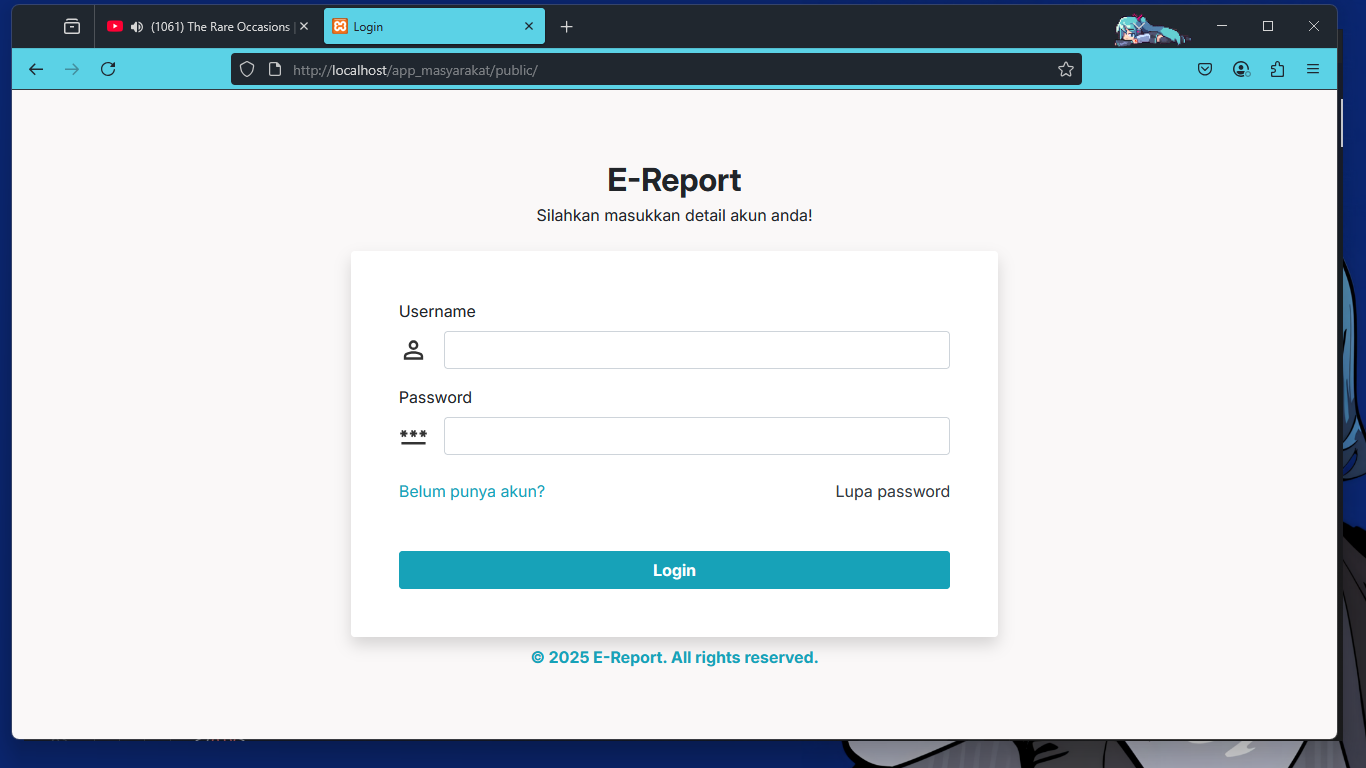 (1061) The Rare Occasions
Login
http://localhost/app_masyarakat/public/
E-Report
Silahkan masukkan detail akun anda!
Username
Password
***
Belum punya akun?
Lupa password
Login
© 2025 E-Report. All rights reserved.